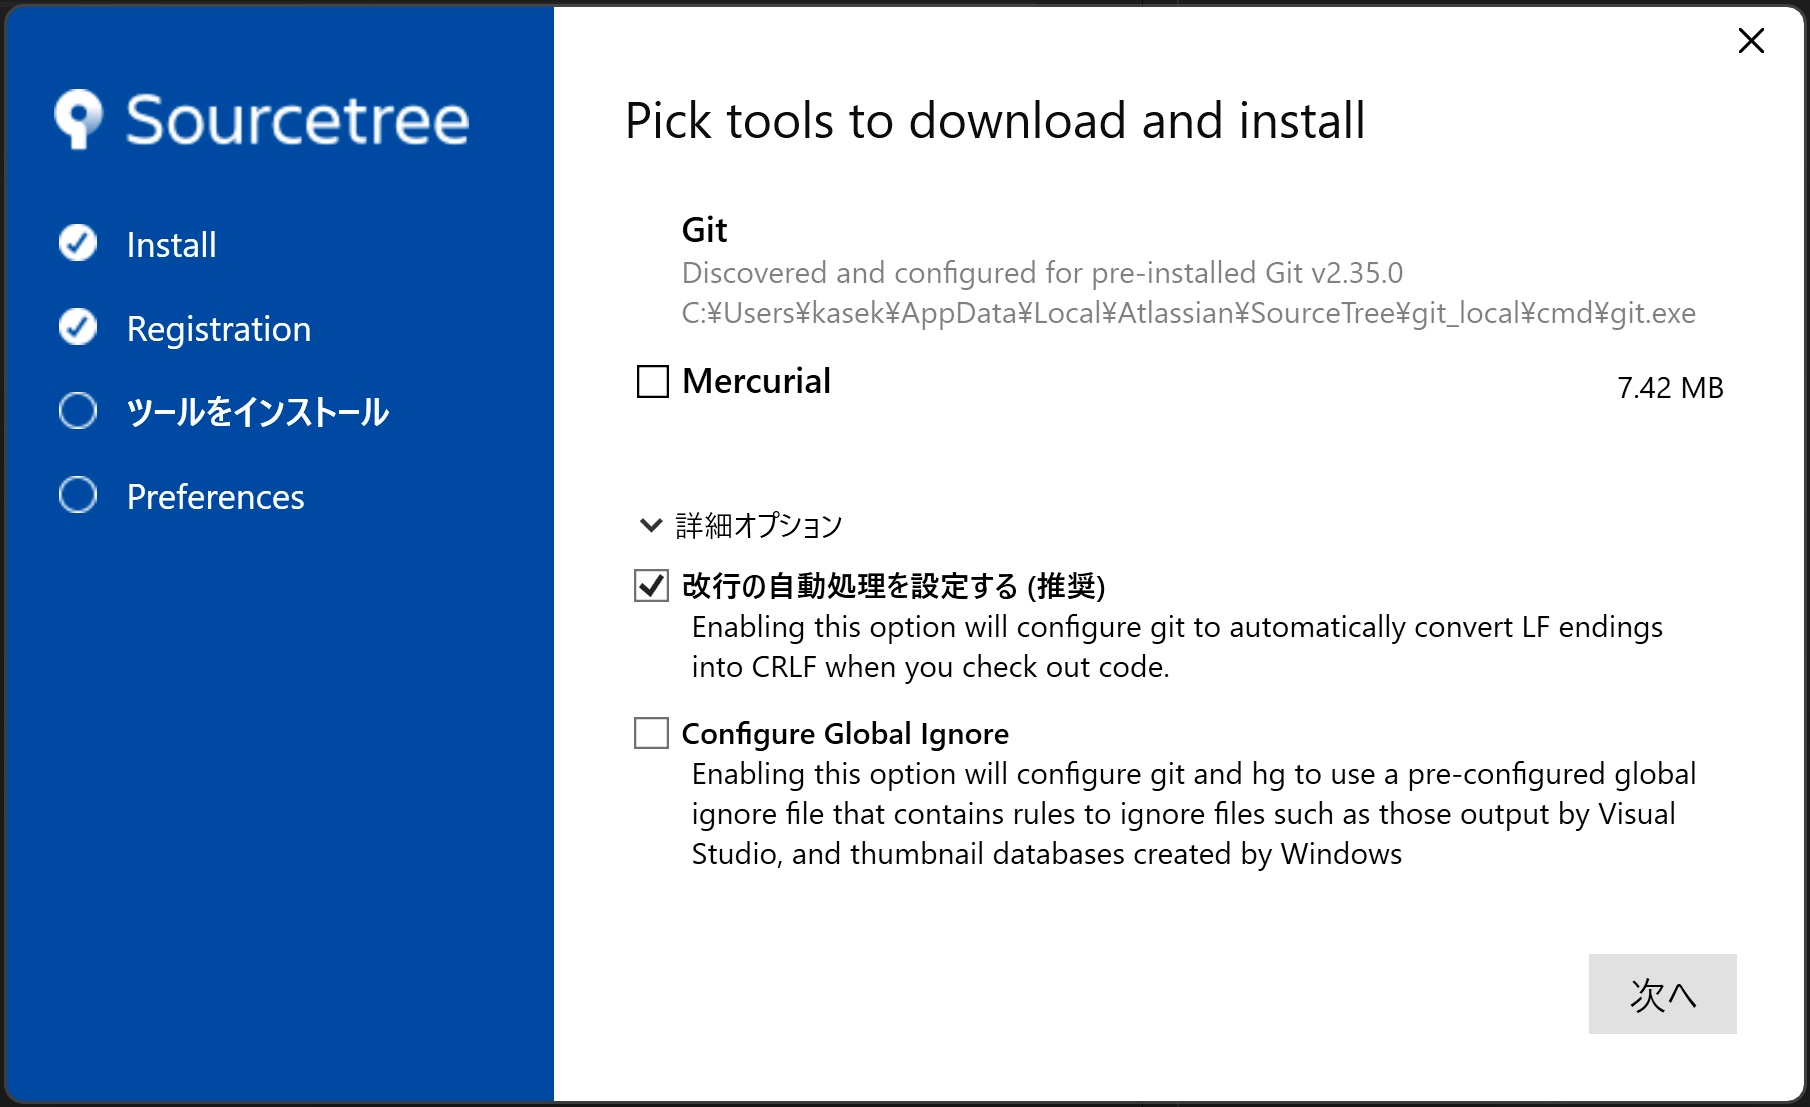 Sourcetree
Install
Registration
ツールをインストール
Preferences
Pick tools to download and install
Git
Discovered and configured for pre-installed Git v2.35.0
C:¥Users¥kasek¥AppData¥Local¥Atlassian¥SourceTree¥git_local¥cmd¥git.exe
Mercurial
7.42 MB
詳細オプション
改行の自動処理を設定する (推奨)
Enabling this option will configure git to automatically convert LF endings
into CRLF when you check out code.
Configure Global Ignore
Enabling this option will configure git and hg to use a pre-configured global
ignore file that contains rules to ignore files such as those output by Visual
Studio, and thumbnail databases created by Windows
次へ